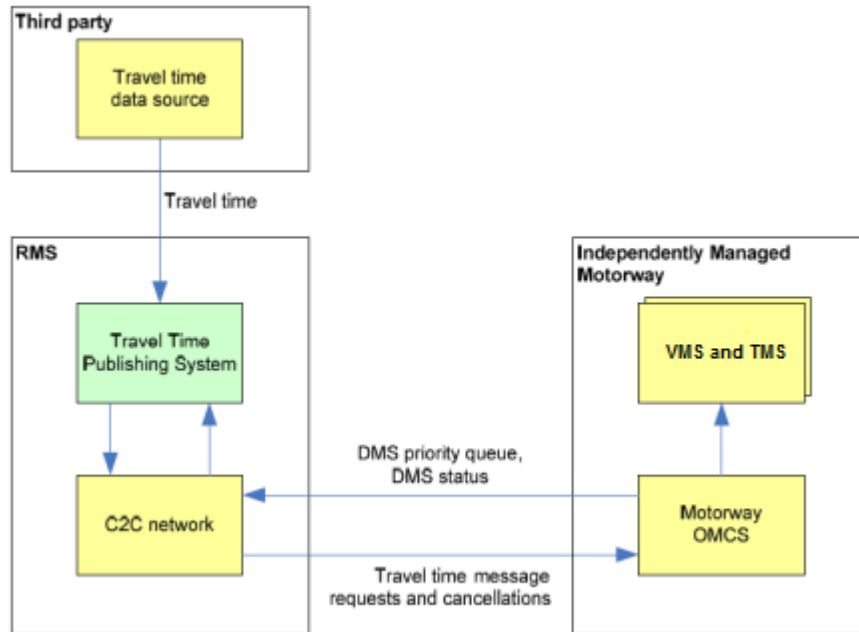 Third party
Travel time
data source
Travel time
RMS
Travel Time
Publishing System
C2C network
DMS priority queue,
DMS status
Travel time message
requests and cancellations
Independently Managed
Motorway
VMS and TMS
Motorway
OMCS